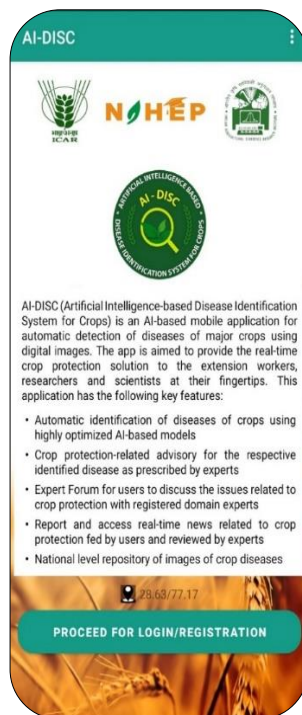 AI-DISC
ICAR
NAHEP
ARTIFICIAL INTELLIGENCE BASED
AI - DISC
DISEASE IDENTIFICATION SYSTEM FOR CROPS
AI-DISC (Artificial Intelligence-based Disease Identification
System for Crops) is an AI-based mobile application for
automatic detection of diseases of major crops using
digital images. The app is aimed to provide the real-time
crop protection solution to the extension workers,
researchers and scientists at their fingertips. This
application has the following key features:
• Automatic identification of diseases of crops using
highly optimized AI-based models
• Crop protection-related advisory for the respective
identified disease as prescribed by experts
• Expert Forum for users to discuss the issues related to
crop protection with registered domain experts
• Report and access real-time news related to crop
protection fed by users and reviewed by experts
• National level repository of images of crop diseases
28.63/77.17
PROCEED FOR LOGIN/REGISTRATION